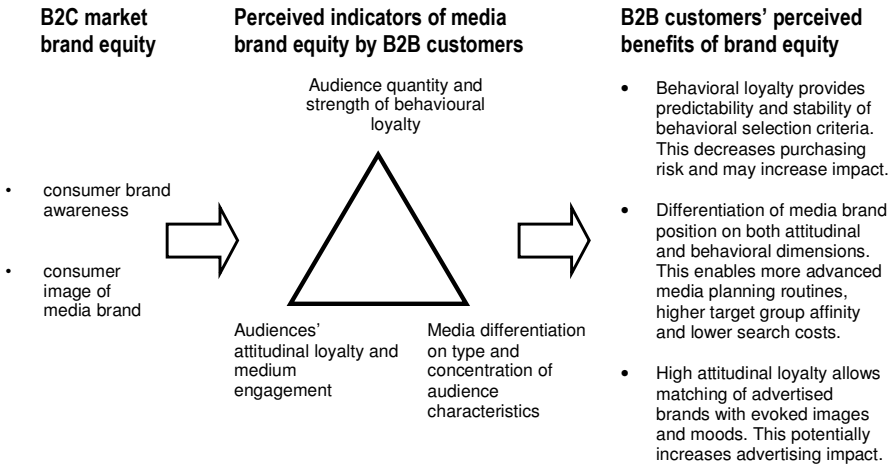 B2C market
brand equity
Perceived indicators of media
brand equity by B2B customers
B2B customers' perceived
benefits of brand equity
• consumer brand
awareness
• consumer
image of
media brand
Audience quantity and
strength of behavioural
loyalty
Audiences'
attitudinal loyalty and
medium
engagement
Media differentiation
on type and
concentration of
audience
characteristics
• Behavioral loyalty provides
predictability and stability of
behavioral selection criteria.
This decreases purchasing
risk and may increase impact.
• Differentiation of media brand
position on both attitudinal
and behavioral dimensions.
This enables more advanced
media planning routines,
higher target group affinity
and lower search costs.
• High attitudinal loyalty allows
matching of advertised
brands with evoked images
and moods. This potentially
increases advertising impact.